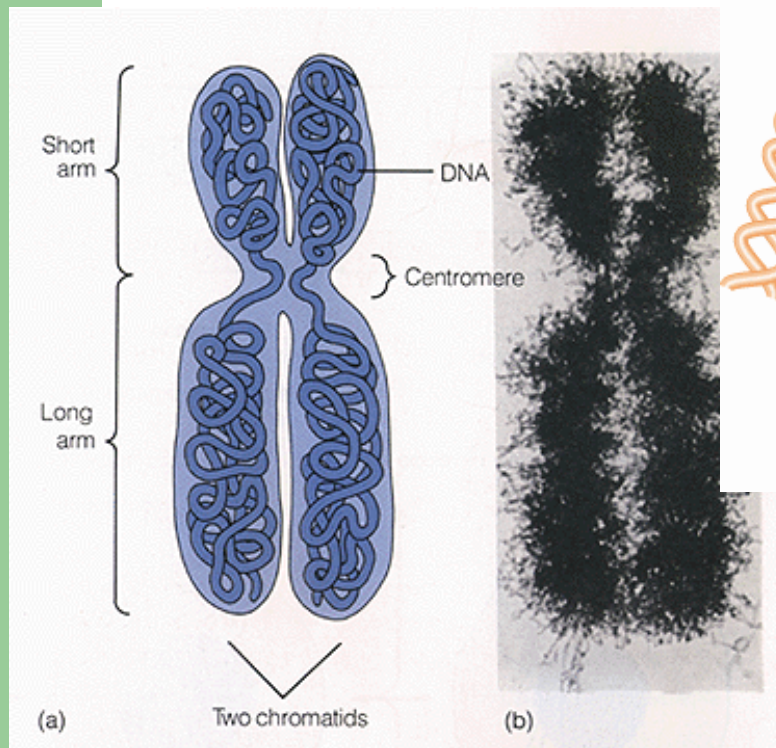 Short
arm
DNA
Centromere
Long
arm
Two chromatids
(a)
(b)